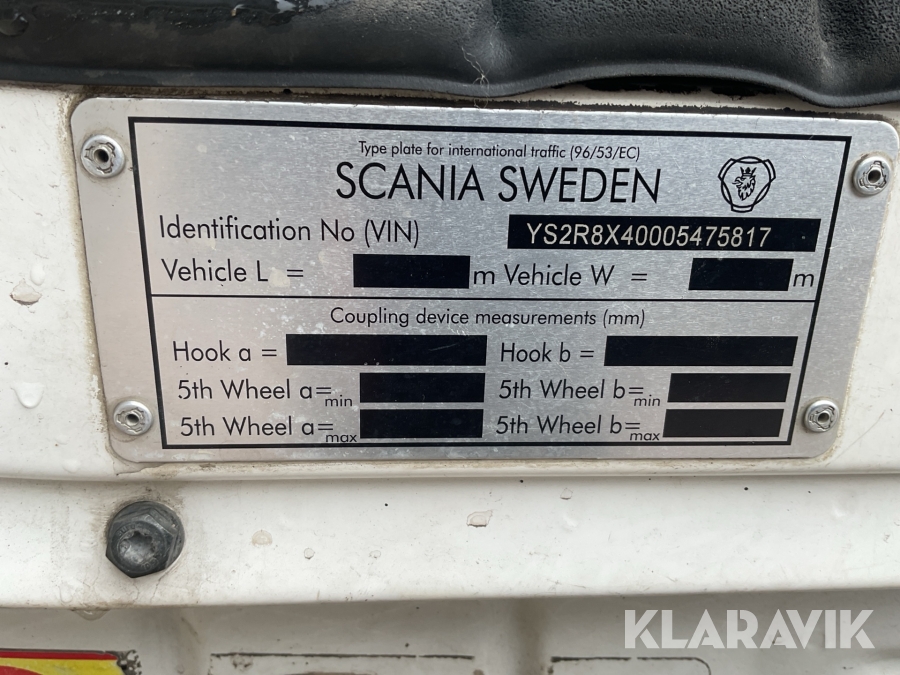 Type plate for international traffic (96/53/EC)
SCANIA SWEDEN
Identification No (VIN) YS2R8X40005475817
Vehicle L = m Vehicle W = m
Coupling device measurements (mm)
Hook a = Hook b =
5th Wheel a=min 5th Wheel b=min
5th Wheel a=max 5th Wheel b=max
KLARAVIK